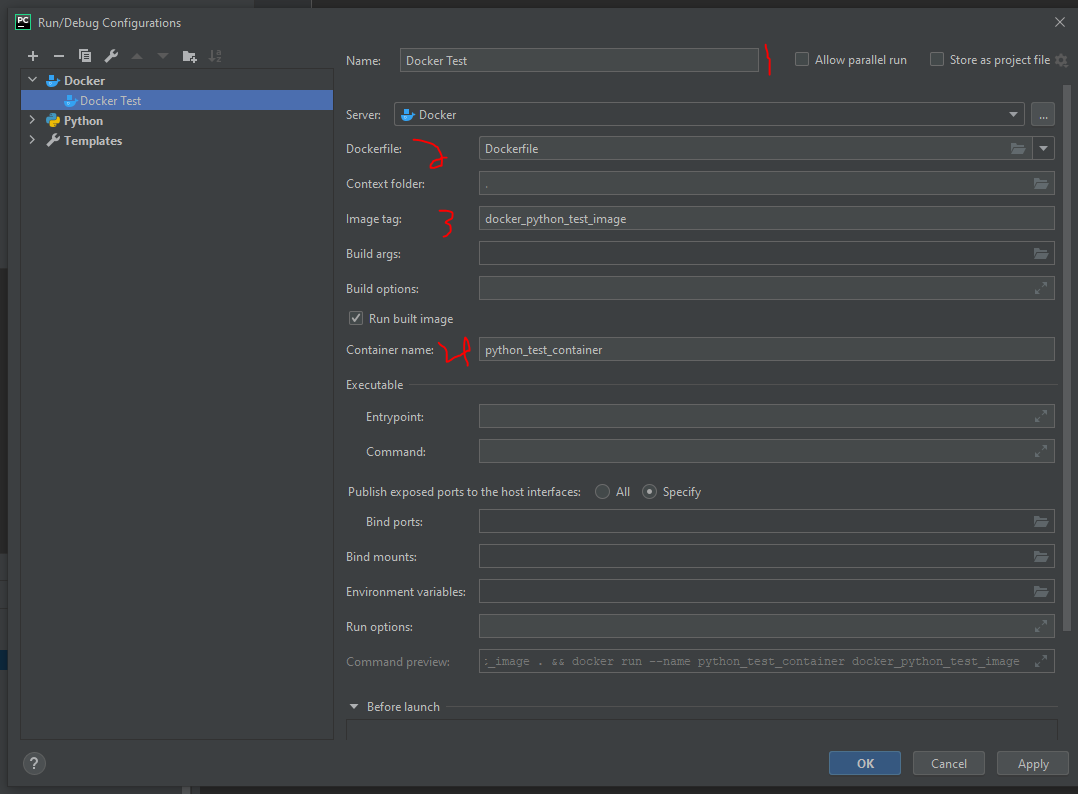 PC Run/Debug Configurations
Name: Docker Test 1 Allow parallel run Store as project file
Docker
Docker Test
Python
Templates
Server: Docker ...
Dockerfile: 2 Dockerfile
Context folder: .
Image tag: 3 docker_python_test_image
Build args:
Build options:
Run built image
Container name: 4 python_test_container
Executable
Entrypoint:
Command:
Publish exposed ports to the host interfaces: All Specify
Bind ports:
Bind mounts:
Environment variables:
Run options:
Command preview: :_image . && docker run --name python_test_container docker_python_test_image
Before launch
? OK Cancel Apply